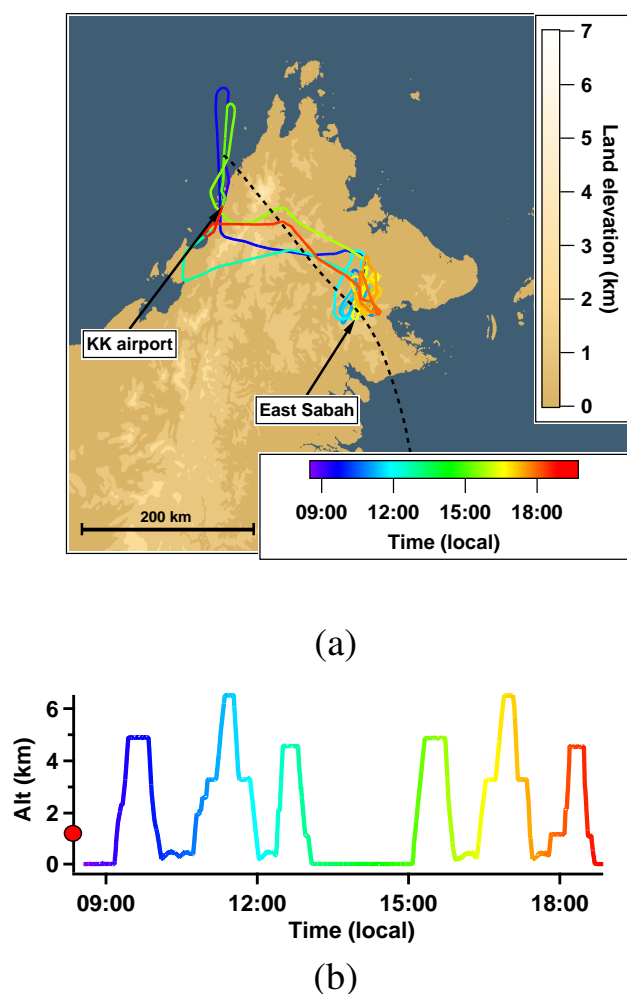 7
6
5
4
3
2
1
0
Land elevation (km)
KK airport
East Sabah
200 km
09:00 12:00 15:00 18:00
Time (local)
(a)
6
4
2
0
Alt (km)
09:00 12:00 15:00 18:00
Time (local)
(b)